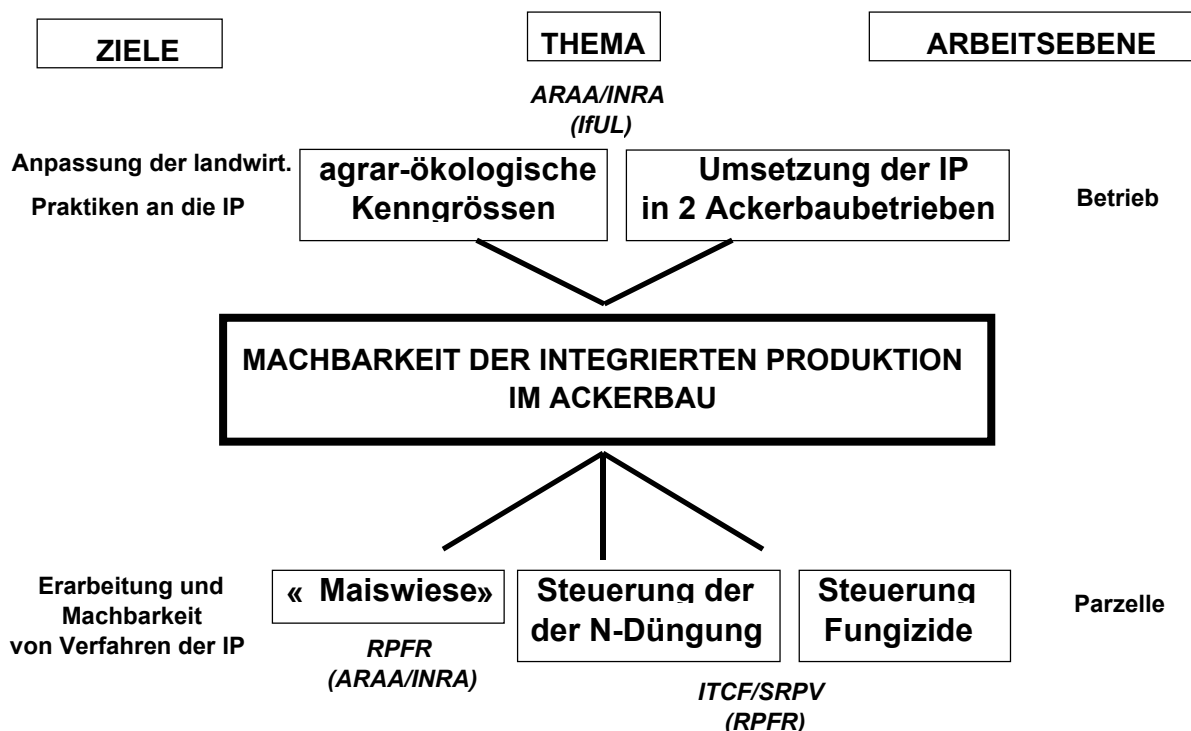 ZIELE
THEMA
ARBEITSEBENE
ARAA/INRA
(IfUL)
Anpassung der landwirt.
Praktiken an die IP
agrar-ökologische
Kenngrössen
Umsetzung der IP
in 2 Ackerbaubetrieben
Betrieb
MACHBARKEIT DER INTEGRIERTEN PRODUKTION
IM ACKERBAU
Erarbeitung und
Machbarkeit
von Verfahren der IP
« Maiswiese»
Steuerung der
der N-Düngung
Steuerung
Fungizide
Parzelle
RPFR
(ARAA/INRA)
ITCF/SRPV
(RPFR)